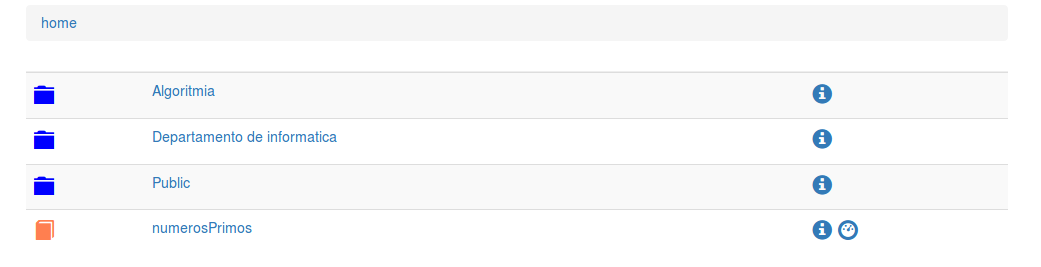 home
Algoritmia
Departamento de informatica
Public
numerosPrimos